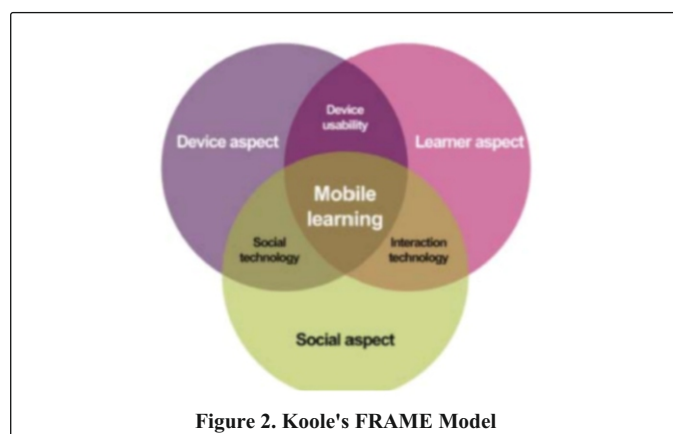 Device
usability
Device aspect
Learner aspect
Mobile
learning
Social
technology
Interaction
technology
Social aspect
Figure 2. Koole's FRAME Model